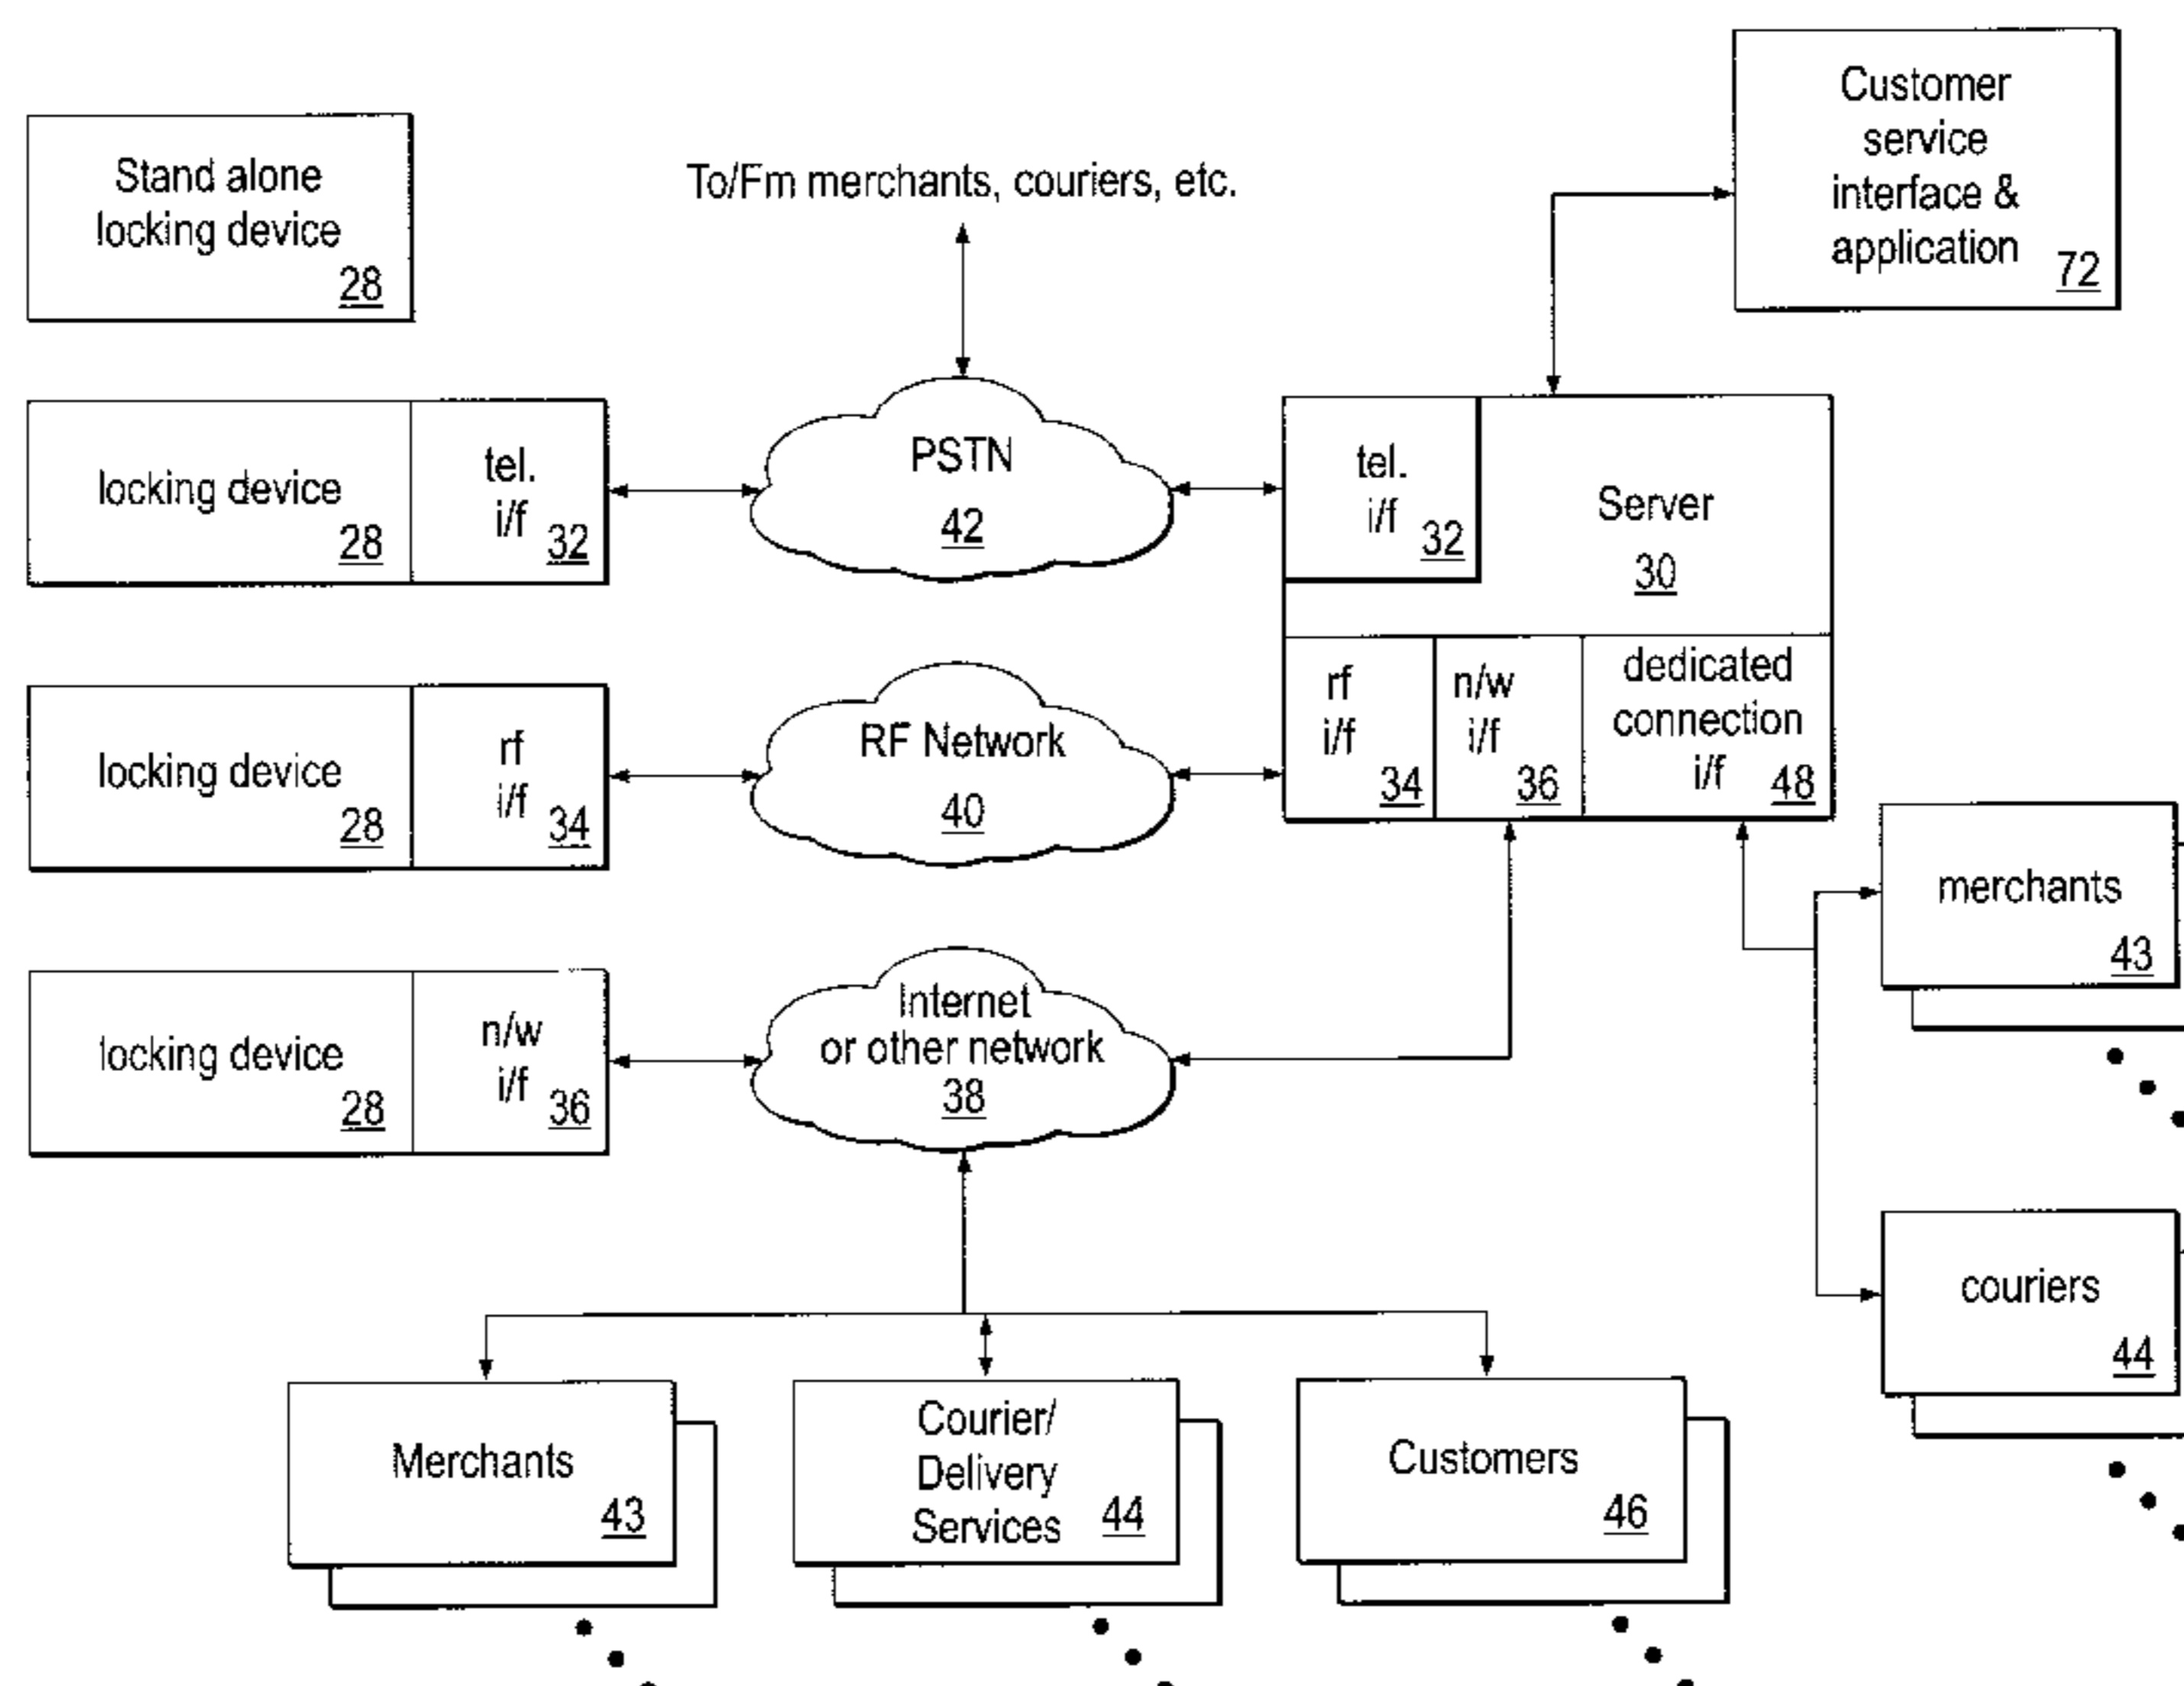 Stand alone
locking device
28
To/Fm merchants, couriers, etc.
Customer
service
interface &
application
72
locking device
28
tel.
i/f
32
PSTN
42
tel.
i/f
32
Server
30
locking device
28
rf
i/f
34
RF Network
40
rf
i/f
34
n/w
i/f
36
dedicated
connection
i/f
48
merchants
43
locking device
28
n/w
i/f
36
Internet
or other network
38
couriers
44
Merchants
43
Courier/
Delivery
Services
44
Customers
46